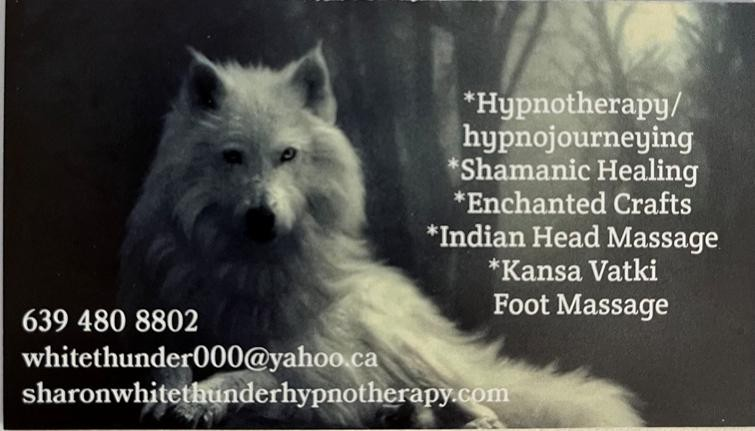 *Hypnotherapy/
hypnojourneying
*Shamanic Healing
*Enchanted Crafts
*Indian Head Massage
*Kansa Vatki
Foot Massage
639 480 8802
whitethunder000@yahoo.ca
sharonwhitethunderhypnotherapy.com